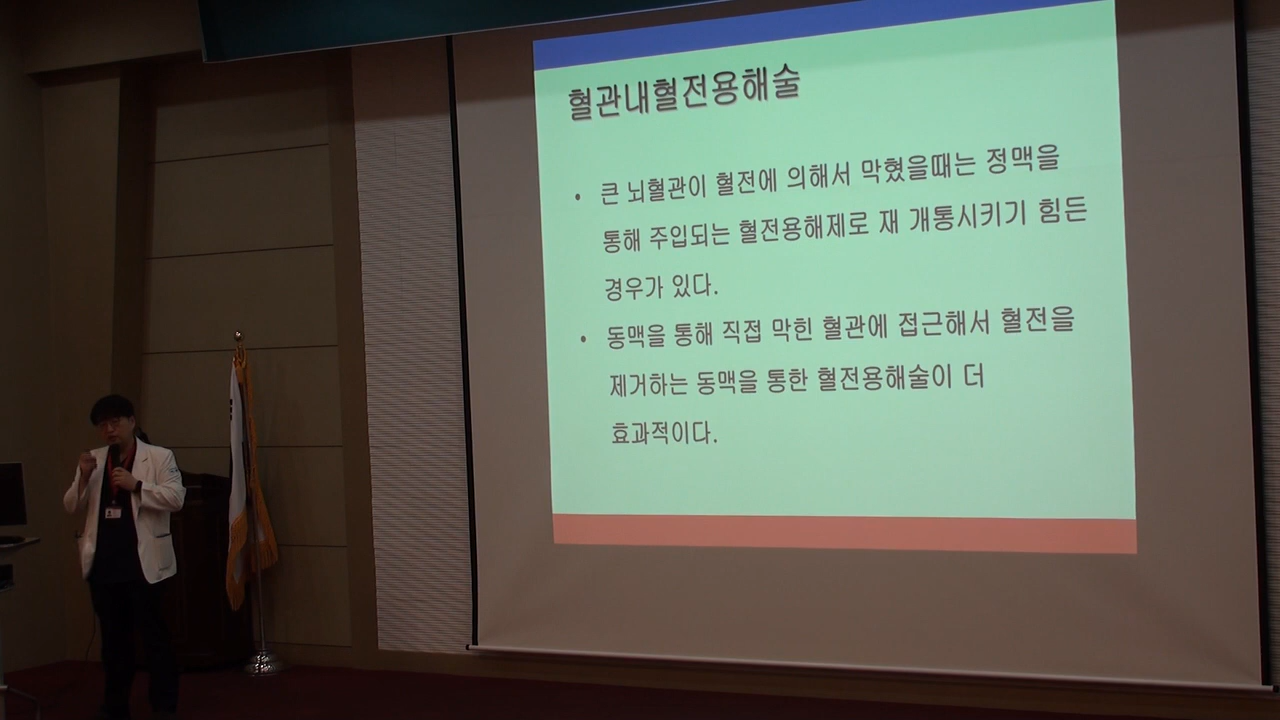 혈관내혈전용해술
• 큰 뇌혈관이 혈전에 의해서 막혔을때는 정맥을
통해 주입되는 혈전용해제로 재 개통시키기 힘든
경우가 있다.
• 동맥을 통해 직접 막힌 혈관에 접근해서 혈전을
제거하는 동맥을 통한 혈전용해술이 더
효과적이다.